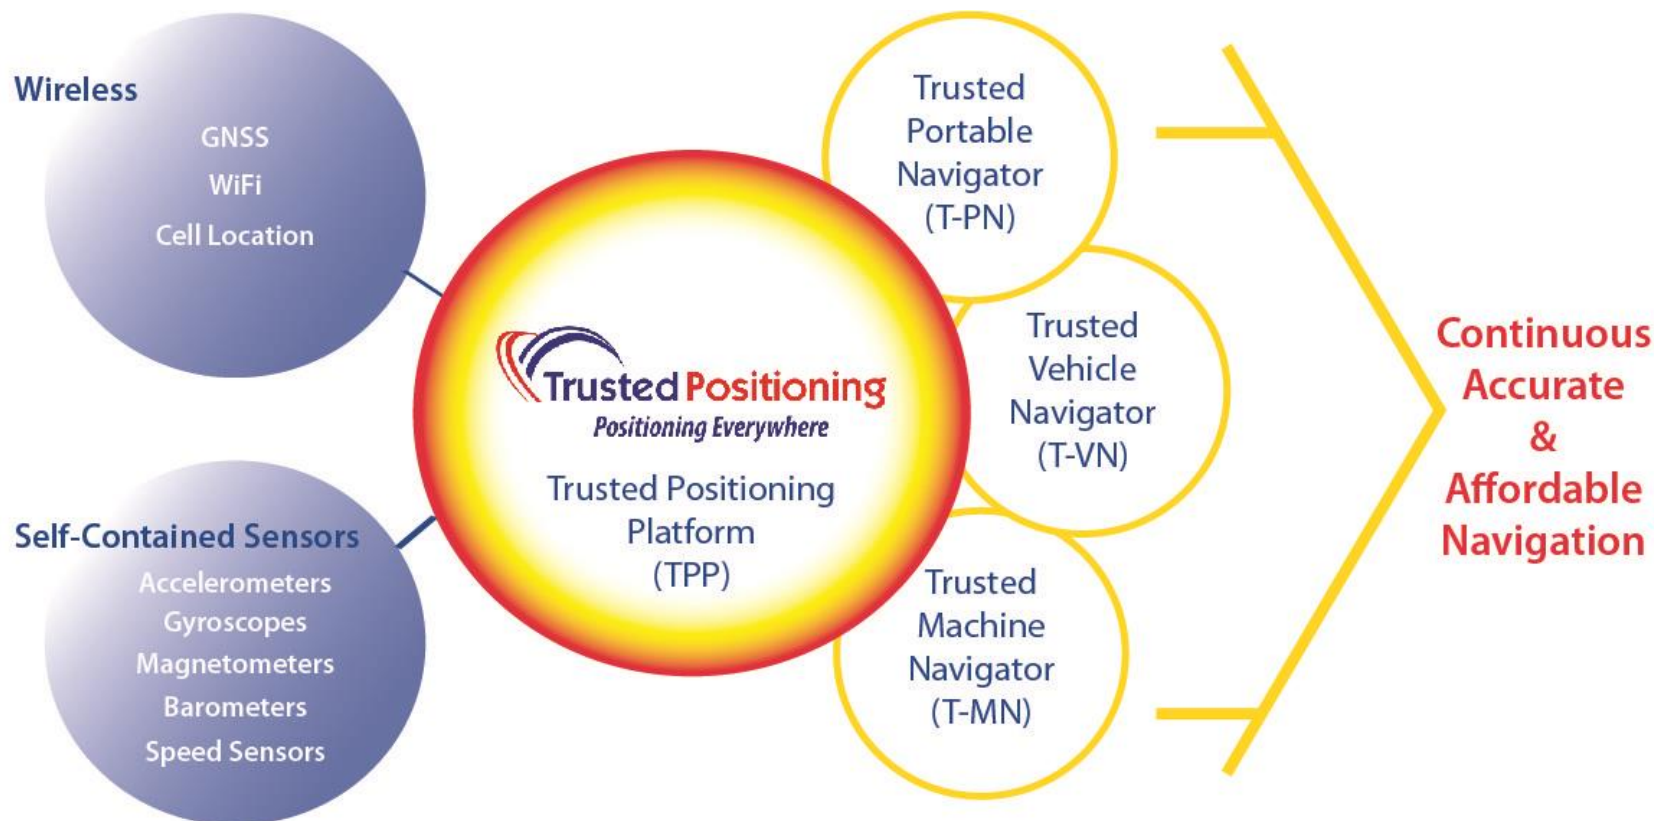 Wireless
GNSS
WiFi
Cell Location
Self-Contained Sensors
Accelerometers
Gyroscopes
Magnetometers
Barometers
Speed Sensors
Trusted Positioning
Positioning Everywhere
Trusted Positioning
Platform
(TPP)
Trusted
Portable
Navigator
(T-PN)
Trusted
Vehicle
Navigator
(T-VN)
Trusted
Machine
Navigator
(T-MN)
Continuous
Accurate
&
Affordable
Navigation